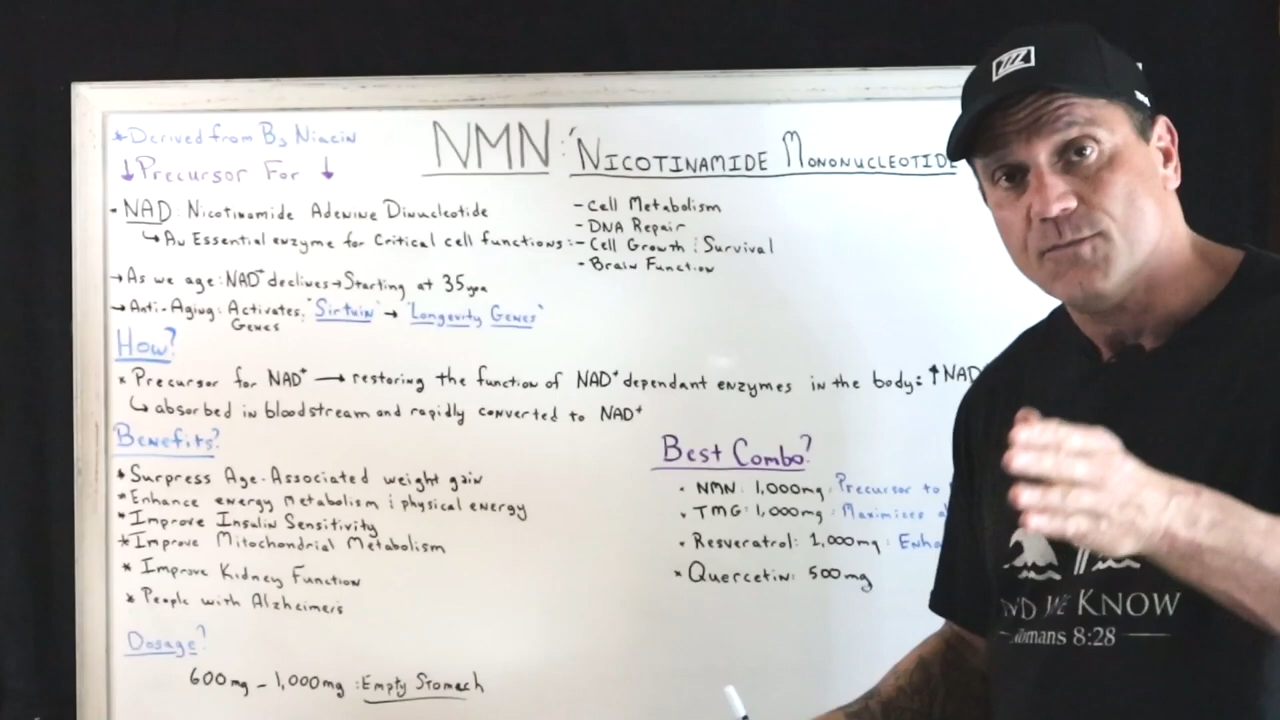 *Derived from B3 Niacin
↓Precursor For ↓
NMN: NICOTINAMIDE MONONUCLEOTIDE
- NAD: Nicotinamide Adenine Dinucleotide
↳ An Essential enzyme for Critical cell functions:
- Cell Metabolism
- DNA Repair
- Cell Growth & Survival
- Brain Function
→ As we age: NAD+ declines → Starting at 35yrs
→ Anti-Aging: Activates: "Sirtuin" → "Longevity Genes"
Genes
How?
* Precursor for NAD+ → restoring the function of NAD+ dependant enzymes in the body: ↑NAD
↳ absorbed in bloodstream and rapidly converted to NAD+
Benefits?
* Surpress Age-Associated weight gain
* Enhance energy Metabolism & physical energy
* Improve Insulin Sensitivity
* Improve Mitochondrial Metabolism
* Improve Kidney Function
* People with Alzheimers
Dosage?
600mg - 1,000mg : Empty Stomach
Best Combo?
• NMN: 1,000mg: Precursor to
• TMG: 1,000mg: Maximizes
• Resveratrol: 1,000mg:
* Quercetin: 500mg
WE KNOW
Romans 8:28